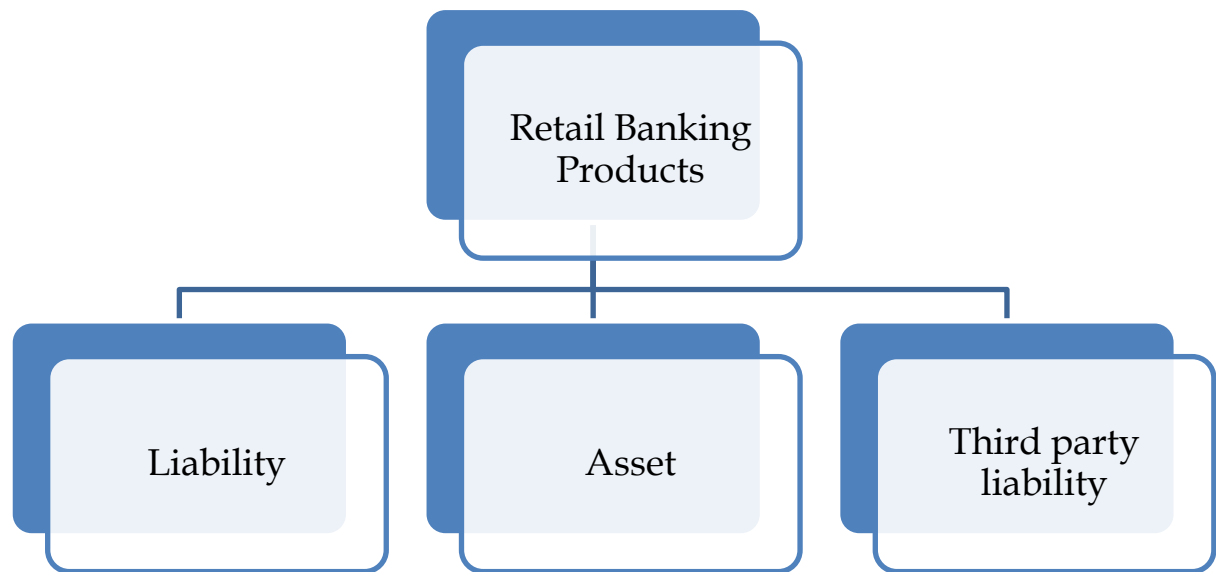 Retail Banking
Products
Liability
Asset
Third party
liability